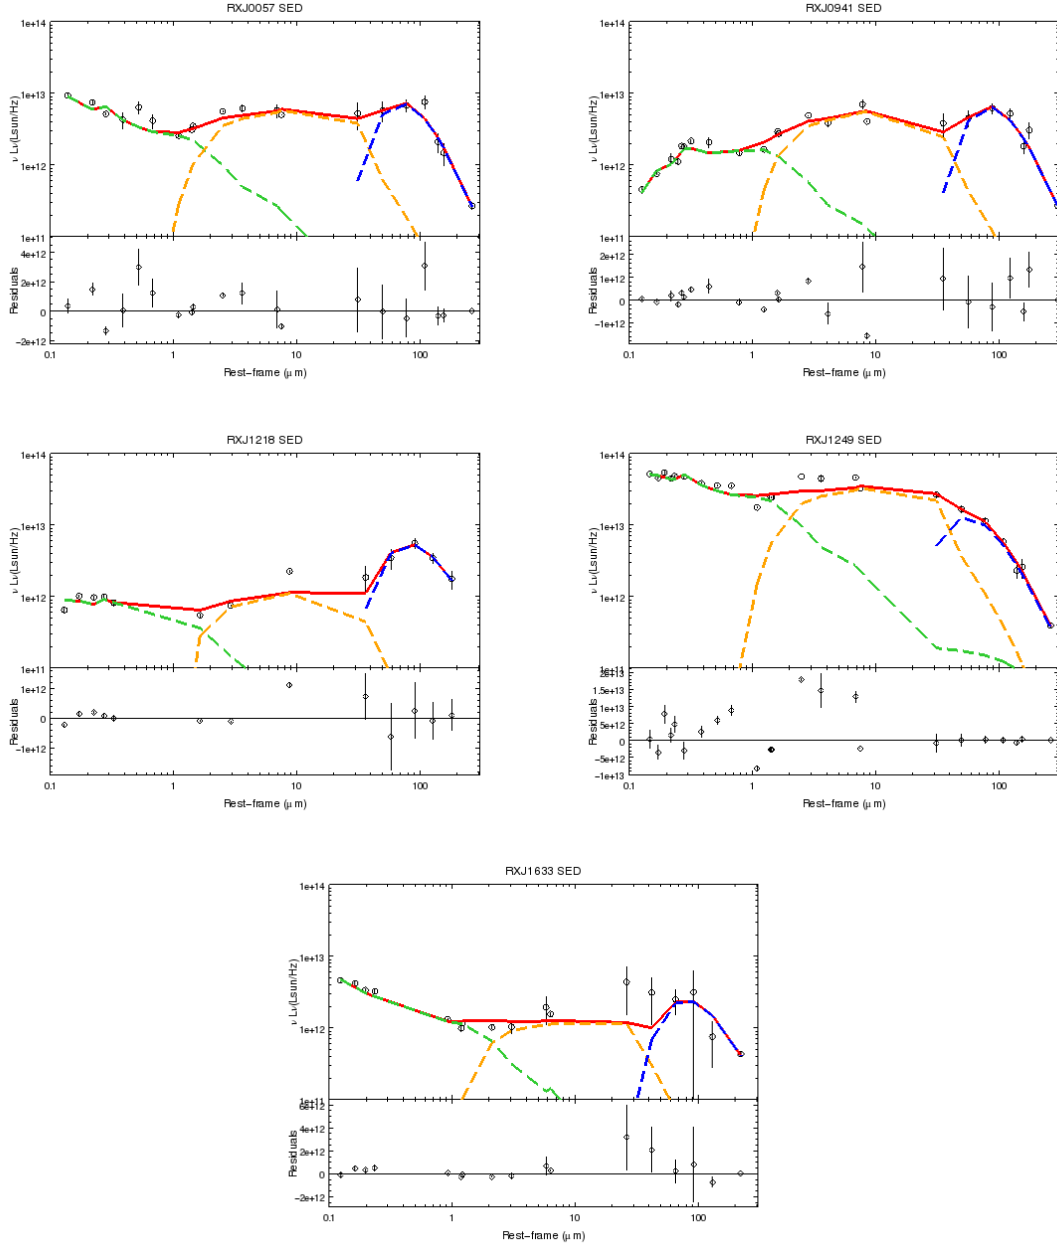 RXJ0057 SED
1e+14
1e+13
1e+12
1e+11
ν Lν(Lsun/Hz)
4e+12
2e+12
0
−2e+12
Residuals
0.1 1 10 100
Rest−frame (μ m)
RXJ0941 SED
1e+14
1e+13
1e+12
1e+11
ν Lν(Lsun/Hz)
2e+12
1e+12
0
−1e+12
Residuals
0.1 1 10 100
Rest−frame (μ m)
RXJ1218 SED
1e+14
1e+13
1e+12
1e+11
ν Lν(Lsun/Hz)
1e+12
0
−1e+12
Residuals
0.1 1 10 100
Rest−frame (μ m)
RXJ1249 SED
1e+14
1e+13
1e+12
1e+11
ν Lν(Lsun/Hz)
2e+13
1.5e+13
1e+13
5e+12
0
−5e+12
−1e+13
Residuals
0.1 1 10 100
Rest−frame (μ m)
RXJ1633 SED
1e+14
1e+13
1e+12
1e+11
ν Lν(Lsun/Hz)
6e+12
4e+12
2e+12
0
−2e+12
Residuals
0.1 1 10 100
Rest−frame (μ m)